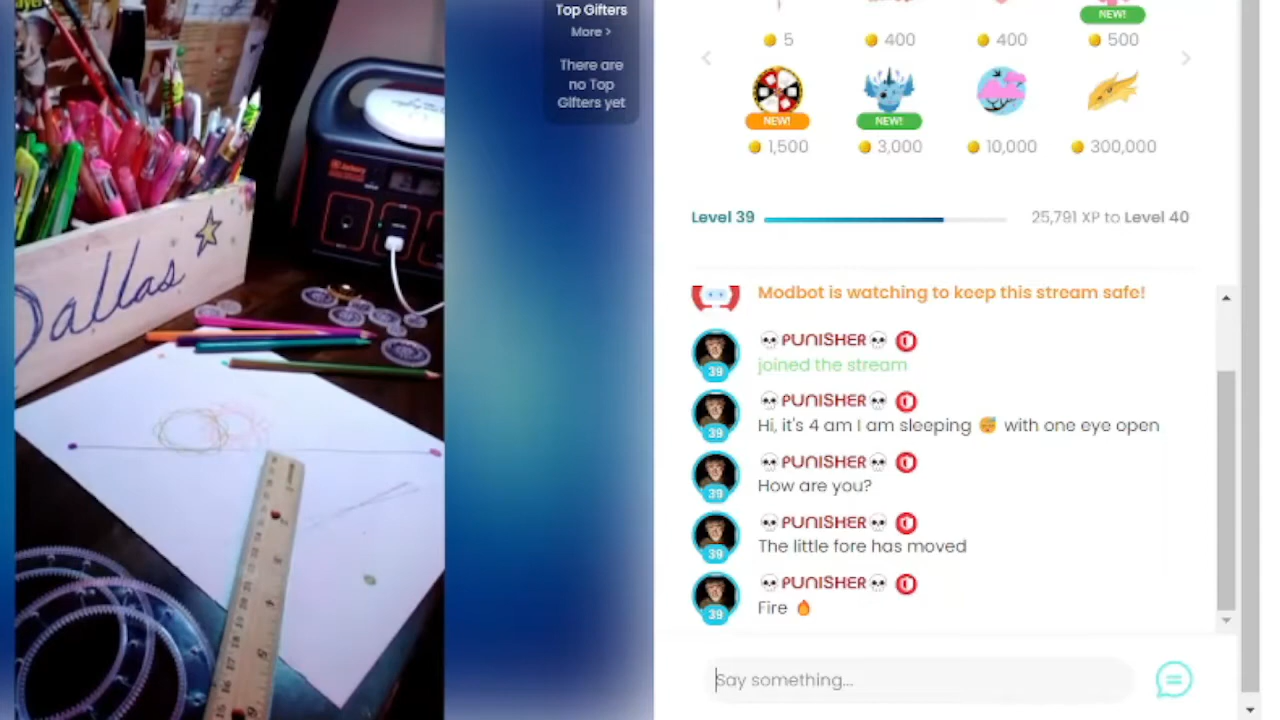 Top Gifters
More >
There are
no Top
Gifters yet
Dallas
NEW!
5
400
400
500
NEW!
NEW!
1,500
3,000
10,000
300,000
Level 39
25,791 XP to Level 40
Modbot is watching to keep this stream safe!
PUNISHER
39
joined the stream
PUNISHER
39
Hi, it's 4 am I am sleeping 😴 with one eye open
PUNISHER
39
How are you?
PUNISHER
39
The little fore has moved
PUNISHER
39
Fire 🔥
Say something...